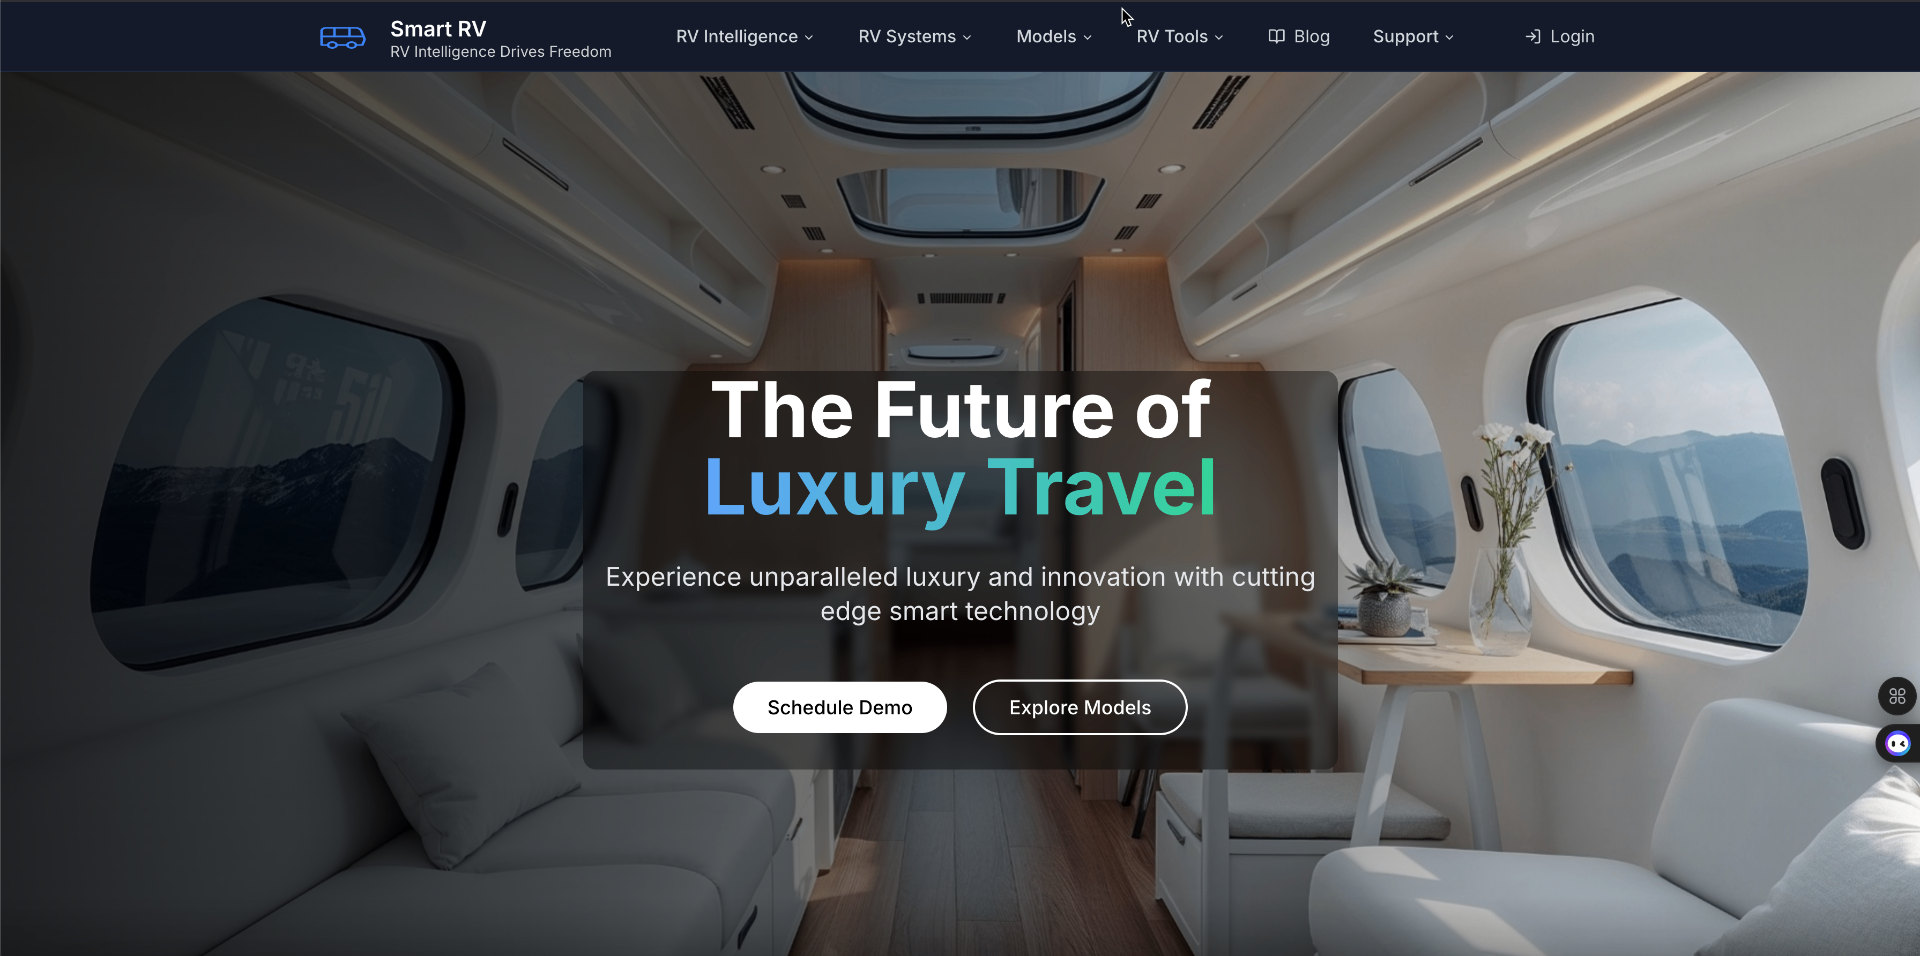 Smart RV
RV Intelligence Drives Freedom
RV Intelligence
RV Systems
Models
RV Tools
Blog
Support
Login
The Future of
Luxury Travel
Experience unparalleled luxury and innovation with cutting
edge smart technology
Schedule Demo
Explore Models